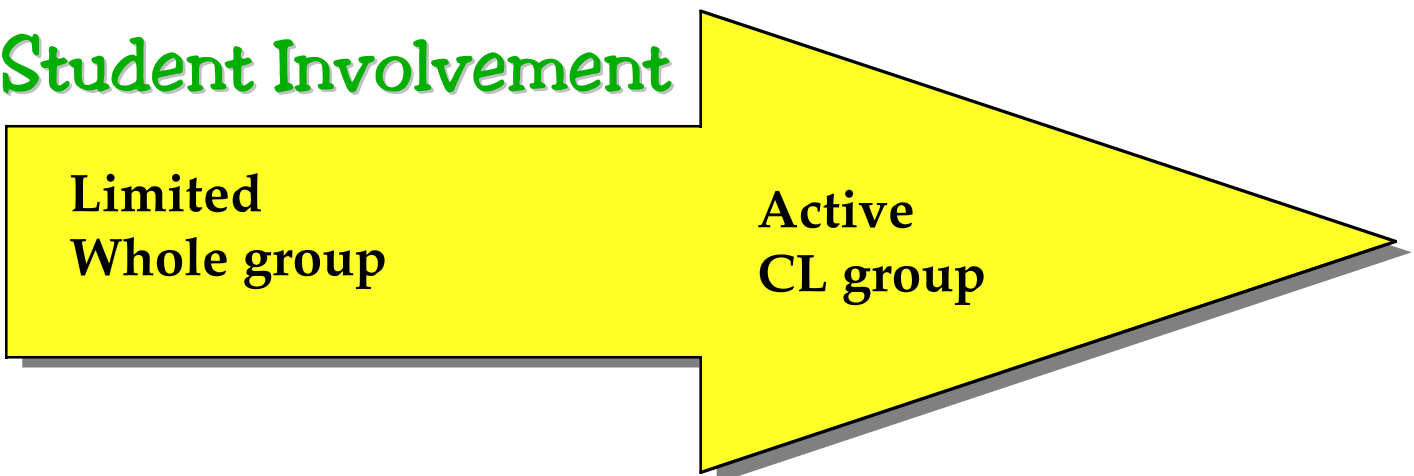 Student Involvement
Limited
Whole group
Active
CL group